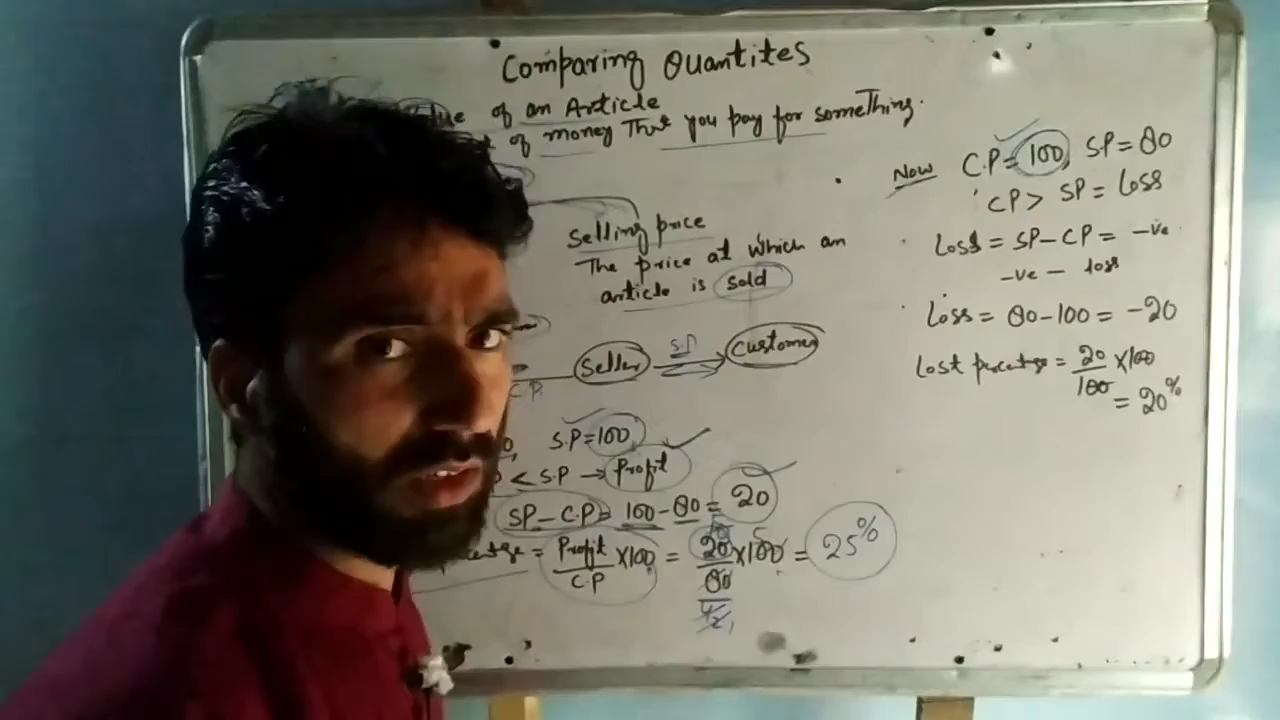 Comparing Quantites
of an Article
of money That you pay for something.
Selling price
The price at which an
article is sold
Seller S.P Customer
C.P.
S.P=100
< S.P → Profit
SP-C.P= 100-80= 20
= Profit/C.P ×100 = 20/80 ×100 = 25%
Now C.P=100, SP=80
CP> SP= Loss
Loss= SP-CP= -ve
-ve - loss
Loss= 80-100= -20
Lost percentge= 20/100 ×100
= 20%